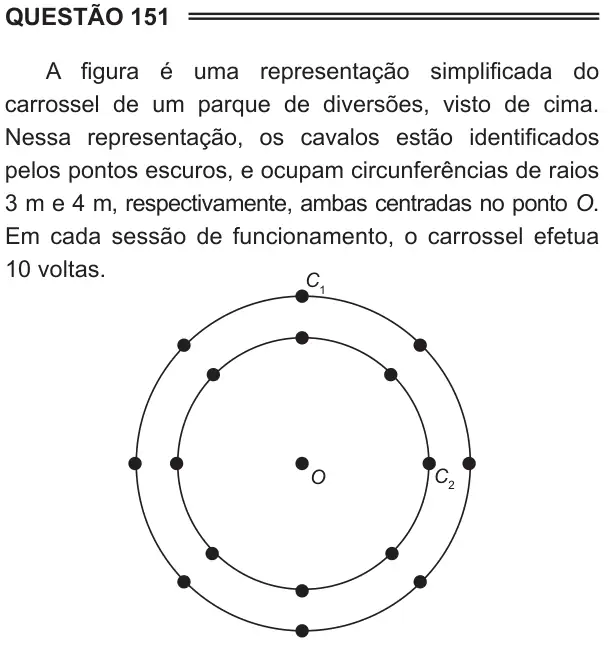 QUESTÃO 151
A figura é uma representação simplificada do
carrossel de um parque de diversões, visto de cima.
Nessa representação, os cavalos estão identificados
pelos pontos escuros, e ocupam circunferências de raios
3 m e 4 m, respectivamente, ambas centradas no ponto O.
Em cada sessão de funcionamento, o carrossel efetua
10 voltas.
C1
O
C2